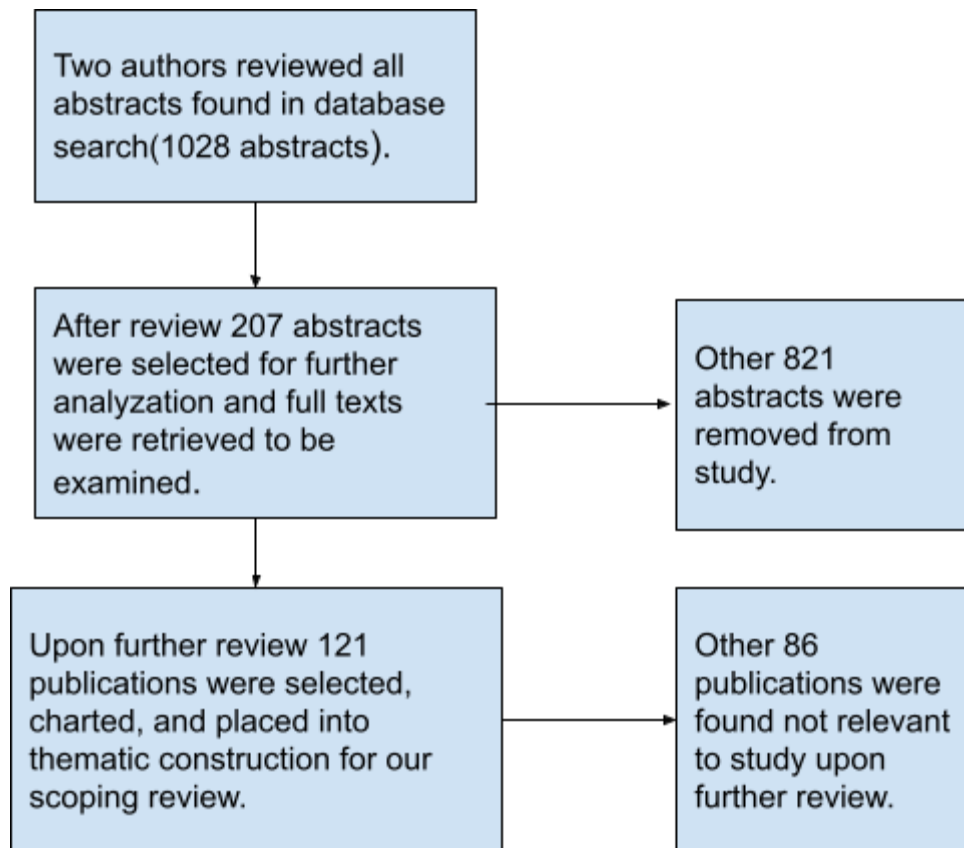 Two authors reviewed all
abstracts found in database
search(1028 abstracts).
After review 207 abstracts
were selected for further
analyzation and full texts
were retrieved to be
examined.
Other 821
abstracts were
removed from
study.
Upon further review 121
publications were selected,
charted, and placed into
thematic construction for our
scoping review.
Other 86
publications were
found not relevant
to study upon
further review.